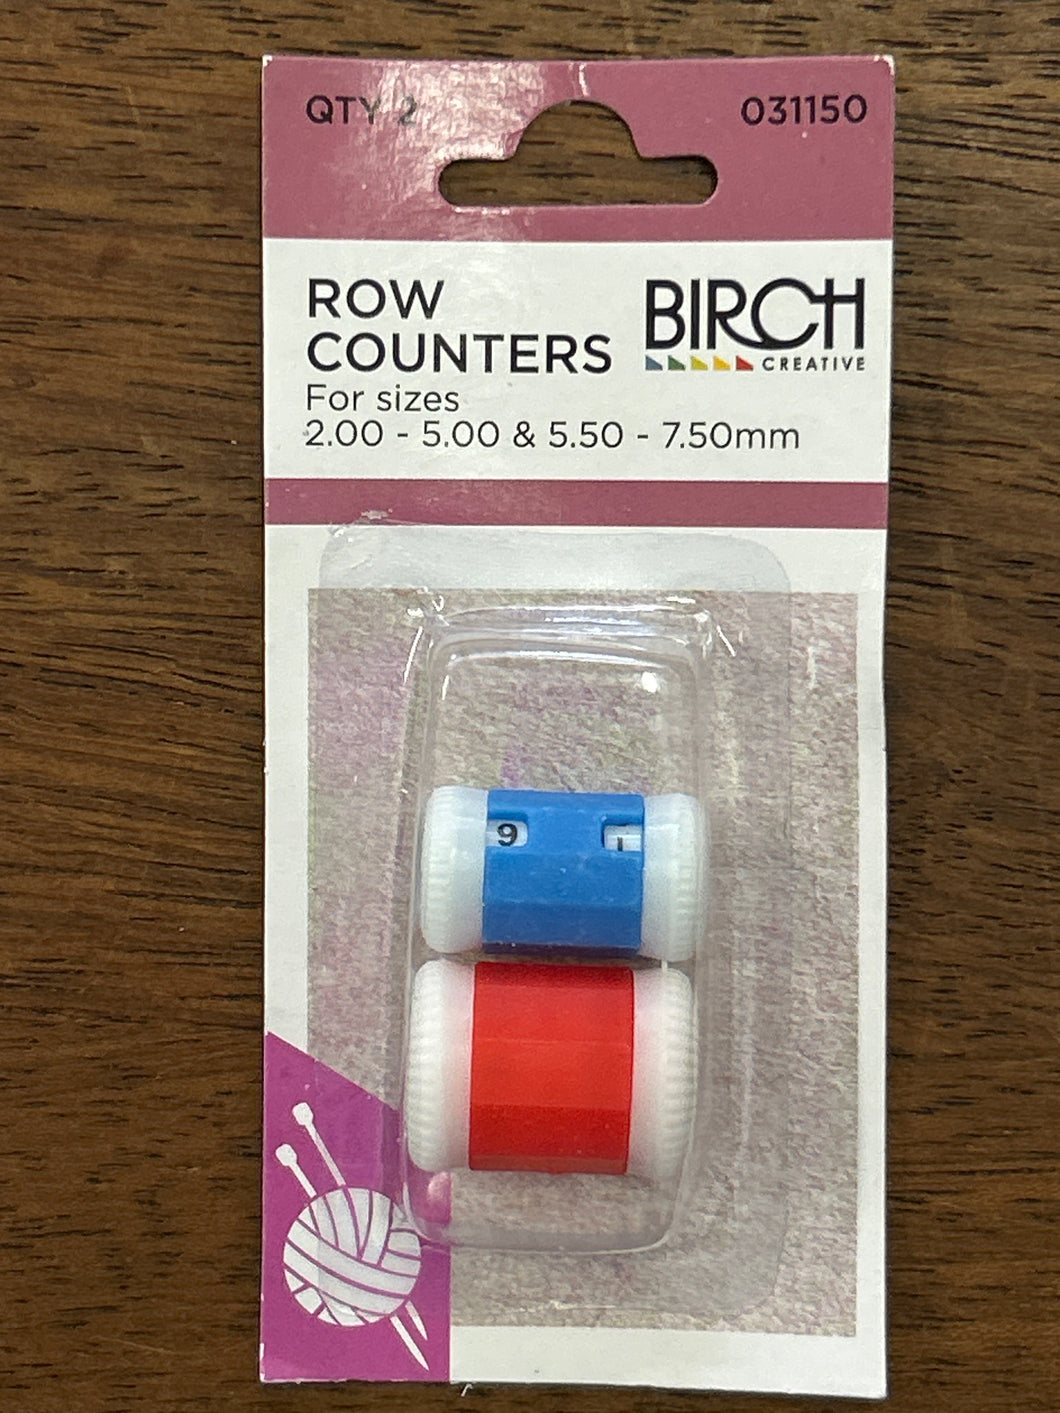 QTY 2
031150
ROW
COUNTERS
For sizes
2.00 - 5.00 & 5.50 - 7.50mm
BIRCH
CREATIVE
9